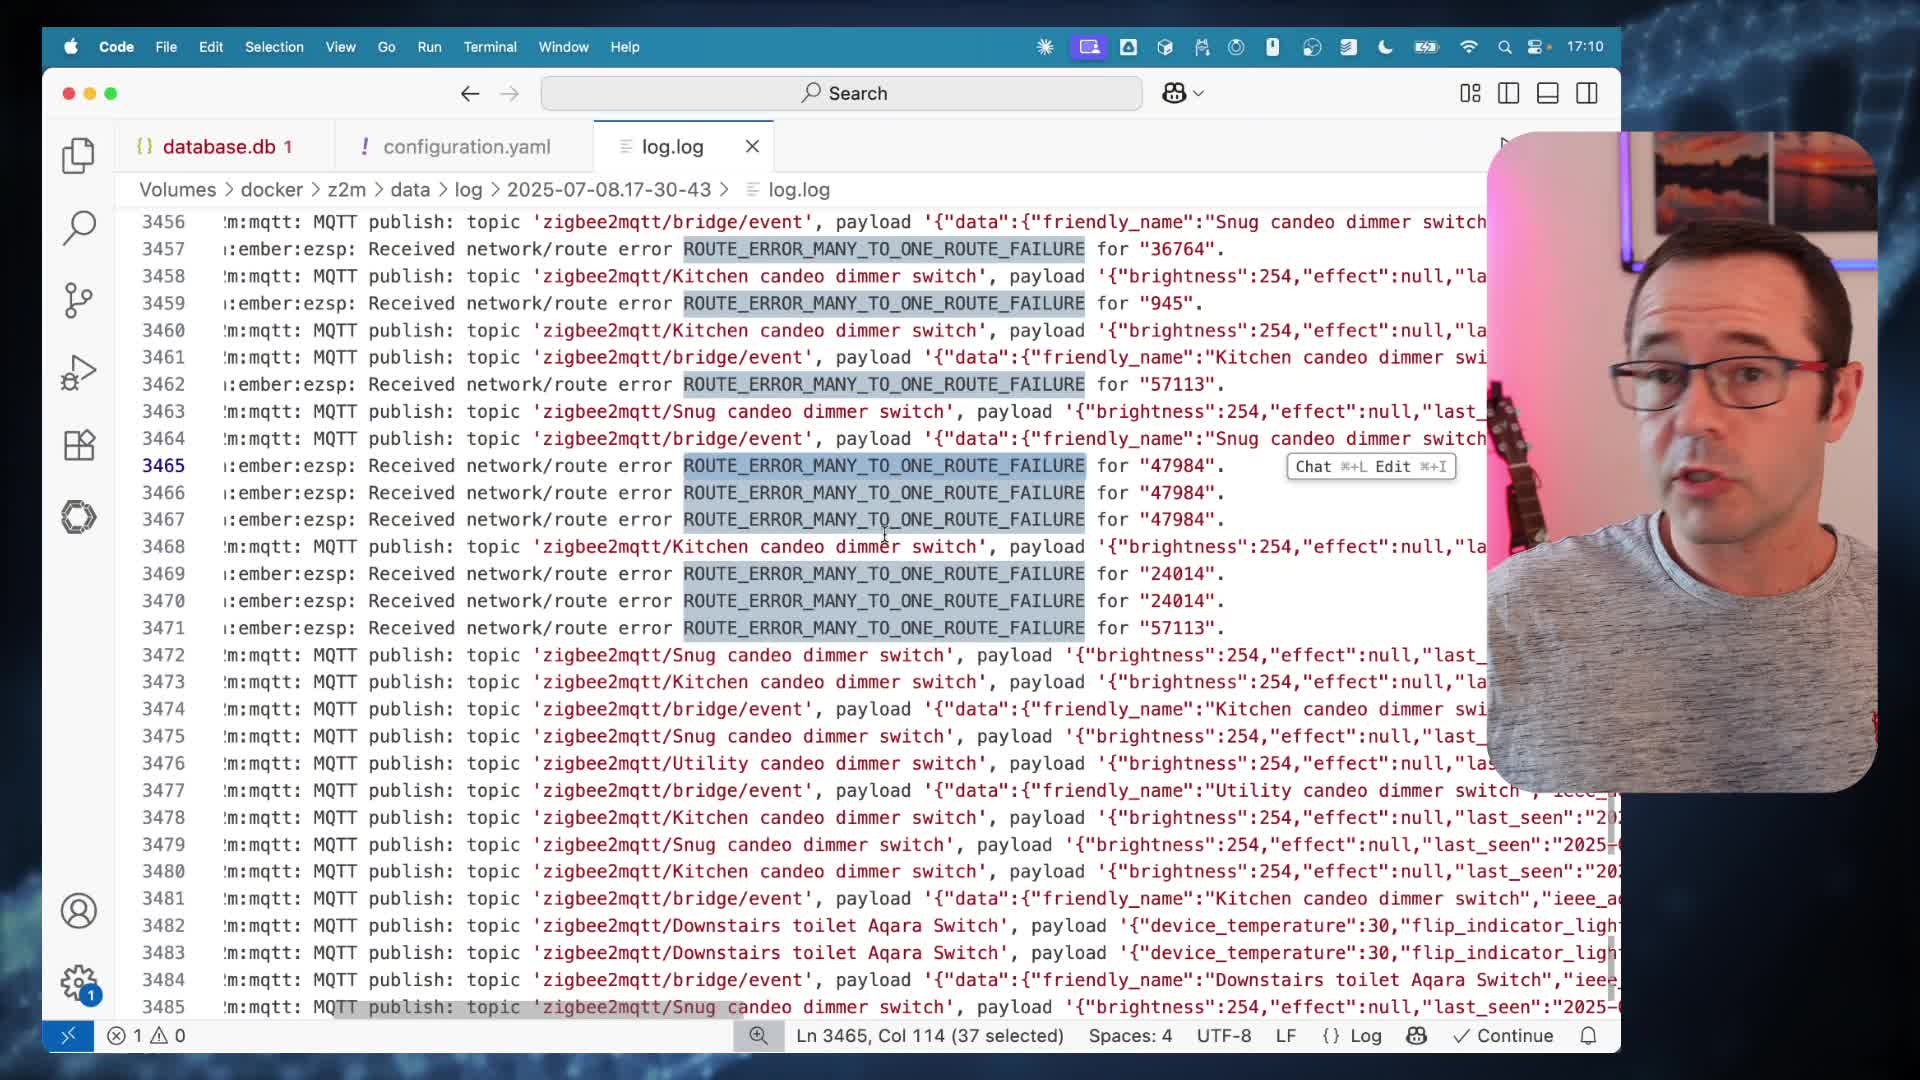 Code File Edit Selection View Go Run Terminal Window Help 17:10
Search
database.db 1 configuration.yaml log.log
Volumes > docker > z2m > data > log > 2025-07-08.17-30-43 > log.log
3456 m:mqtt: MQTT publish: topic 'zigbee2mqtt/bridge/event', payload '{"data":{"friendly_name":"Snug candeo dimmer switch
3457 :ember:ezsp: Received network/route error ROUTE_ERROR_MANY_TO_ONE_ROUTE_FAILURE for "36764".
3458 m:mqtt: MQTT publish: topic 'zigbee2mqtt/Kitchen candeo dimmer switch', payload '{"brightness":254,"effect":null,"la
3459 :ember:ezsp: Received network/route error ROUTE_ERROR_MANY_TO_ONE_ROUTE_FAILURE for "945".
3460 m:mqtt: MQTT publish: topic 'zigbee2mqtt/Kitchen candeo dimmer switch', payload '{"brightness":254,"effect":null,"la
3461 m:mqtt: MQTT publish: topic 'zigbee2mqtt/bridge/event', payload '{"data":{"friendly_name":"Kitchen candeo dimmer swi
3462 :ember:ezsp: Received network/route error ROUTE_ERROR_MANY_TO_ONE_ROUTE_FAILURE for "57113".
3463 m:mqtt: MQTT publish: topic 'zigbee2mqtt/Snug candeo dimmer switch', payload '{"brightness":254,"effect":null,"last_
3464 m:mqtt: MQTT publish: topic 'zigbee2mqtt/bridge/event', payload '{"data":{"friendly_name":"Snug candeo dimmer switch
3465 :ember:ezsp: Received network/route error ROUTE_ERROR_MANY_TO_ONE_ROUTE_FAILURE for "47984". Chat ⌘+L Edit ⌘+I
3466 :ember:ezsp: Received network/route error ROUTE_ERROR_MANY_TO_ONE_ROUTE_FAILURE for "47984".
3467 :ember:ezsp: Received network/route error ROUTE_ERROR_MANY_TO_ONE_ROUTE_FAILURE for "47984".
3468 m:mqtt: MQTT publish: topic 'zigbee2mqtt/Kitchen candeo dimmer switch', payload '{"brightness":254,"effect":null,"la
3469 :ember:ezsp: Received network/route error ROUTE_ERROR_MANY_TO_ONE_ROUTE_FAILURE for "24014".
3470 :ember:ezsp: Received network/route error ROUTE_ERROR_MANY_TO_ONE_ROUTE_FAILURE for "24014".
3471 :ember:ezsp: Received network/route error ROUTE_ERROR_MANY_TO_ONE_ROUTE_FAILURE for "57113".
3472 m:mqtt: MQTT publish: topic 'zigbee2mqtt/Snug candeo dimmer switch', payload '{"brightness":254,"effect":null,"last_
3473 m:mqtt: MQTT publish: topic 'zigbee2mqtt/Kitchen candeo dimmer switch', payload '{"brightness":254,"effect":null,"la
3474 m:mqtt: MQTT publish: topic 'zigbee2mqtt/bridge/event', payload '{"data":{"friendly_name":"Kitchen candeo dimmer swi
3475 m:mqtt: MQTT publish: topic 'zigbee2mqtt/Snug candeo dimmer switch', payload '{"brightness":254,"effect":null,"last_
3476 m:mqtt: MQTT publish: topic 'zigbee2mqtt/Utility candeo dimmer switch', payload '{"brightness":254,"effect":null,"la
3477 m:mqtt: MQTT publish: topic 'zigbee2mqtt/bridge/event', payload '{"data":{"friendly_name":"Utility candeo dimmer switch",
3478 m:mqtt: MQTT publish: topic 'zigbee2mqtt/Kitchen candeo dimmer switch', payload '{"brightness":254,"effect":null,"last_seen":"202
3479 m:mqtt: MQTT publish: topic 'zigbee2mqtt/Snug candeo dimmer switch', payload '{"brightness":254,"effect":null,"last_seen":"2025-
3480 m:mqtt: MQTT publish: topic 'zigbee2mqtt/Kitchen candeo dimmer switch', payload '{"brightness":254,"effect":null,"last_seen":"202
3481 m:mqtt: MQTT publish: topic 'zigbee2mqtt/bridge/event', payload '{"data":{"friendly_name":"Kitchen candeo dimmer switch","ieee_a
3482 m:mqtt: MQTT publish: topic 'zigbee2mqtt/Downstairs toilet Aqara Switch', payload '{"device_temperature":30,"flip_indicator_ligh
3483 m:mqtt: MQTT publish: topic 'zigbee2mqtt/Downstairs toilet Aqara Switch', payload '{"device_temperature":30,"flip_indicator_ligh
3484 m:mqtt: MQTT publish: topic 'zigbee2mqtt/bridge/event', payload '{"data":{"friendly_name":"Downstairs toilet Aqara Switch","ieee_
3485 m:mqtt: MQTT publish: topic 'zigbee2mqtt/Snug candeo dimmer switch', payload '{"brightness":254,"effect":null,"last_seen":"2025-
1
1 0 Ln 3465, Col 114 (37 selected) Spaces: 4 UTF-8 LF {} Log Continue